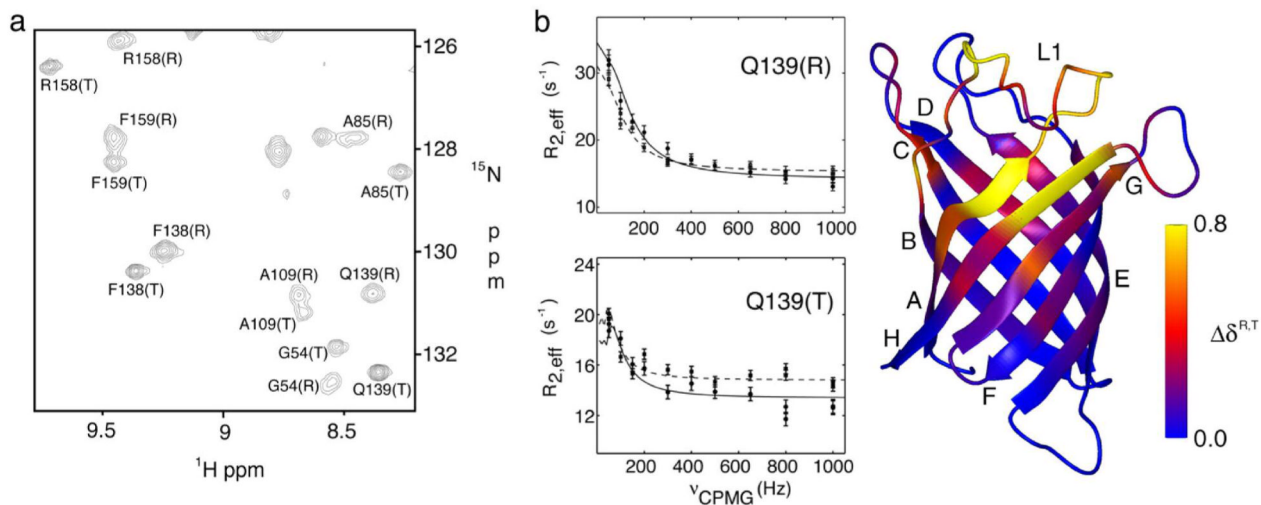 a
R158(R)
R158(T)
F159(R)
F159(T)
A85(R)
A85(T)
F138(R)
F138(T)
A109(R)
A109(T)
Q139(R)
G54(T)
G54(R)
Q139(T)
126
128
130
132
15N
ppm
9.5 9 8.5
1H ppm
b
Q139(R)
R2,eff (s-1)
30
20
10
200 400 600 800 1000
Q139(T)
R2,eff (s-1)
24
20
16
12
200 400 600 800 1000
νCPMG (Hz)
L1
D
C
G
B
E
A
H
F
0.8
ΔδR,T
0.0